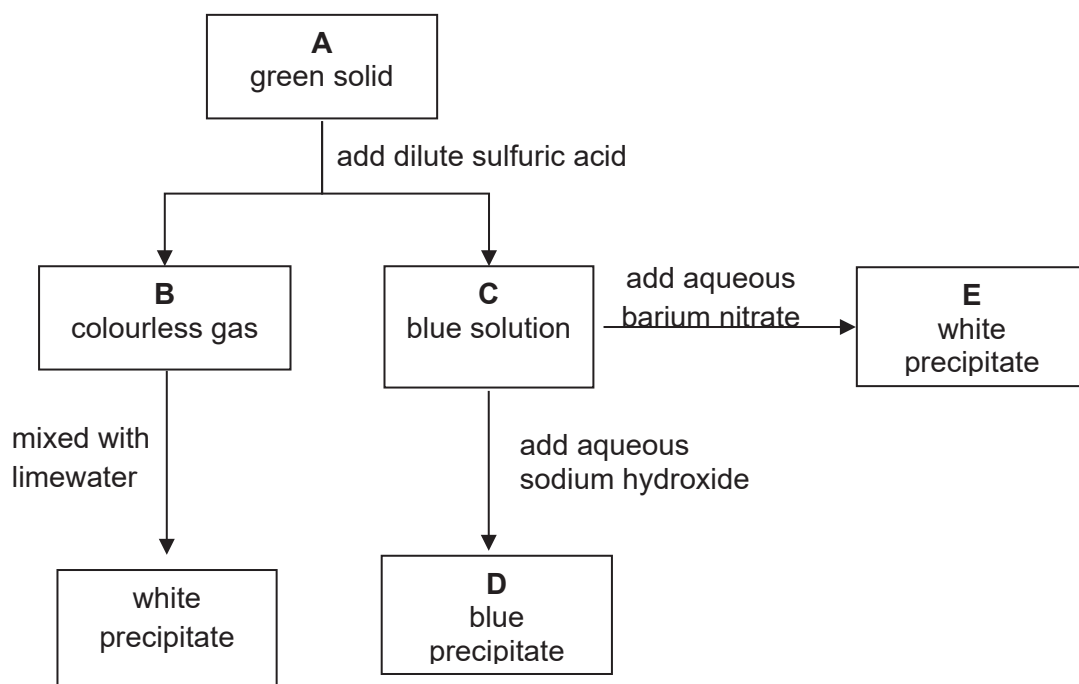 A
green solid
add dilute sulfuric acid
B
colourless gas
C
blue solution
add aqueous
barium nitrate
E
white
precipitate
mixed with
limewater
add aqueous
sodium hydroxide
white
precipitate
D
blue
precipitate